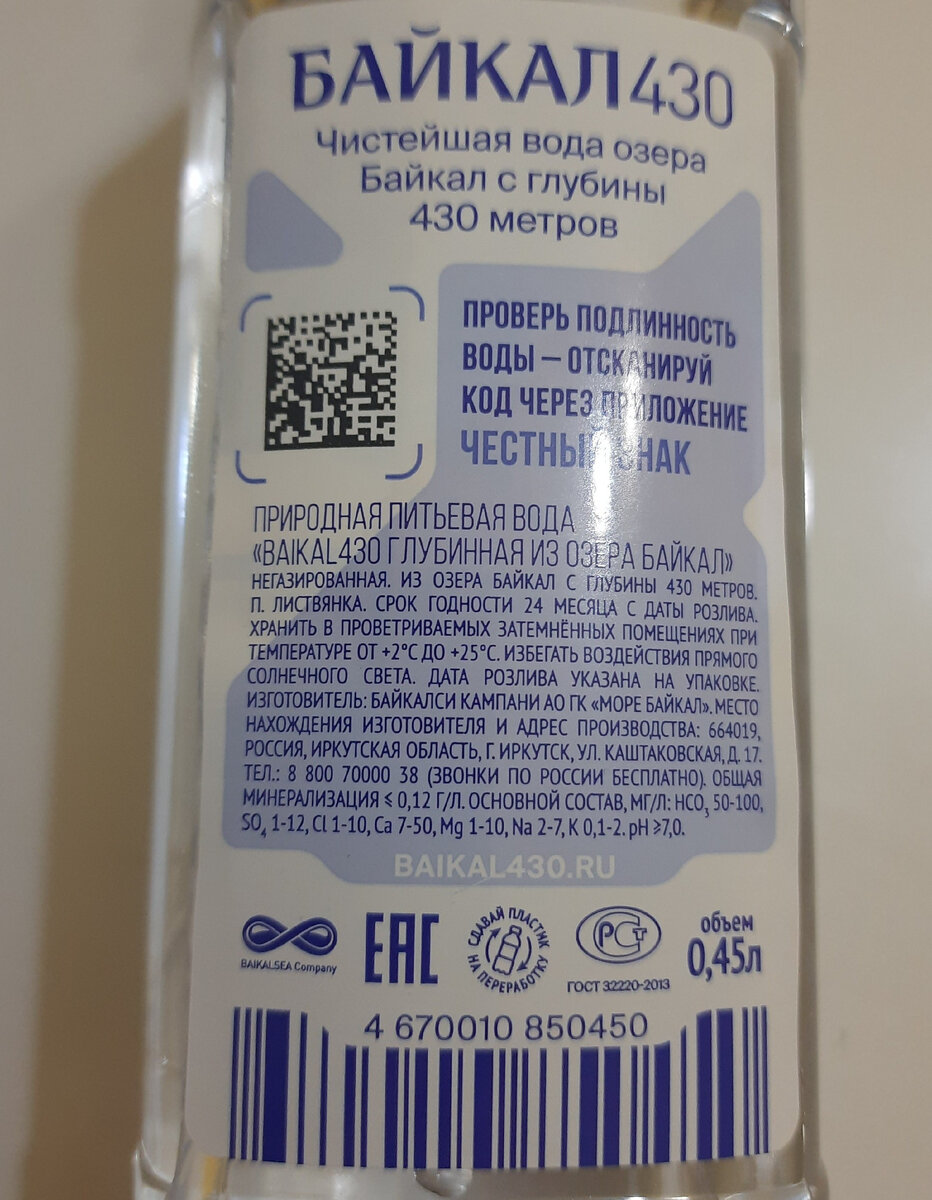 БАЙКАЛ430
Чистейшая вода озера
Байкал с глубины
430 метров
ПРОВЕРЬ ПОДЛИННОСТЬ
ВОДЫ – ОТСКАНИРУЙ
КОД ЧЕРЕЗ ПРИЛОЖЕНИЕ
ЧЕСТНЫЙ ЗНАК
ПРИРОДНАЯ ПИТЬЕВАЯ ВОДА
«BAIKAL430 ГЛУБИННАЯ ИЗ ОЗЕРА БАЙКАЛ»
НЕГАЗИРОВАННАЯ. ИЗ ОЗЕРА БАЙКАЛ С ГЛУБИНЫ 430 МЕТРОВ.
П. ЛИСТВЯНКА. СРОК ГОДНОСТИ 24 МЕСЯЦА С ДАТЫ РОЗЛИВА.
ХРАНИТЬ В ПРОВЕТРИВАЕМЫХ ЗАТЕМНЁННЫХ ПОМЕЩЕНИЯХ ПРИ
ТЕМПЕРАТУРЕ ОТ +2°С ДО +25°С. ИЗБЕГАТЬ ВОЗДЕЙСТВИЯ ПРЯМОГО
СОЛНЕЧНОГО СВЕТА. ДАТА РОЗЛИВА УКАЗАНА НА УПАКОВКЕ.
ИЗГОТОВИТЕЛЬ: БАЙКАЛСИ КАМПАНИ АО ГК «МОРЕ БАЙКАЛ». МЕСТО
НАХОЖДЕНИЯ ИЗГОТОВИТЕЛЯ И АДРЕС ПРОИЗВОДСТВА: 664019,
РОССИЯ, ИРКУТСКАЯ ОБЛАСТЬ, Г. ИРКУТСК, УЛ. КАШТАКОВСКАЯ, Д. 17.
ТЕЛ.: 8 800 70000 38 (ЗВОНКИ ПО РОССИИ БЕСПЛАТНО). ОБЩАЯ
МИНЕРАЛИЗАЦИЯ ⩽ 0,12 Г/Л. ОСНОВНОЙ СОСТАВ, МГ/Л: HCO₃ 50-100,
SO₄ 1-12, Cl 1-10, Ca 7-50, Mg 1-10, Na 2-7, K 0,1-2. pH ⩾7,0.
BAIKAL430.RU
BAIKALSEA Company
EAC
СДАВАЙ ПЛАСТИК
НА ПЕРЕРАБОТКУ
РСТ
ГОСТ 32220-2013
объем
0,45л
4 670010 850450